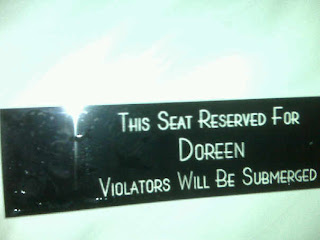 This Seat Reserved For
Doreen
Violators Will Be Submerged